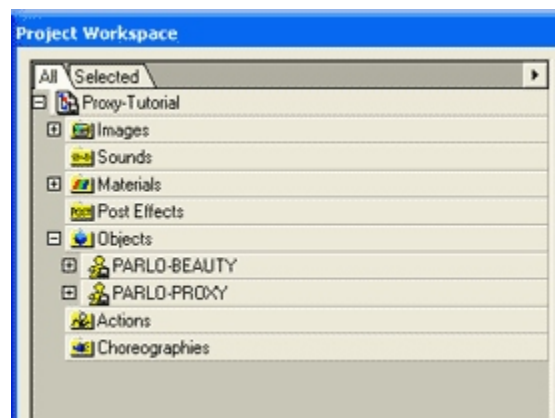 Project Workspace
All Selected
Proxy-Tutorial
Images
Sounds
Materials
Post Effects
Objects
PARLO-BEAUTY
PARLO-PROXY
Actions
Choreographies